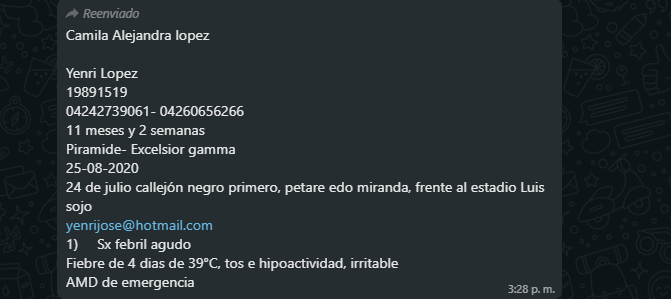 Reenviado
Camila Alejandra lopez
Yenri Lopez
19891519
04242739061- 04260656266
11 meses y 2 semanas
Piramide- Excelsior gamma
25-08-2020
24 de julio callejón negro primero, petare edo miranda, frente al estadio Luis
sojo
yenrijose@hotmail.com
1) Sx febril agudo
Fiebre de 4 dias de 39°C, tos e hipoactividad, irritable
AMD de emergencia
3:28 p. m.